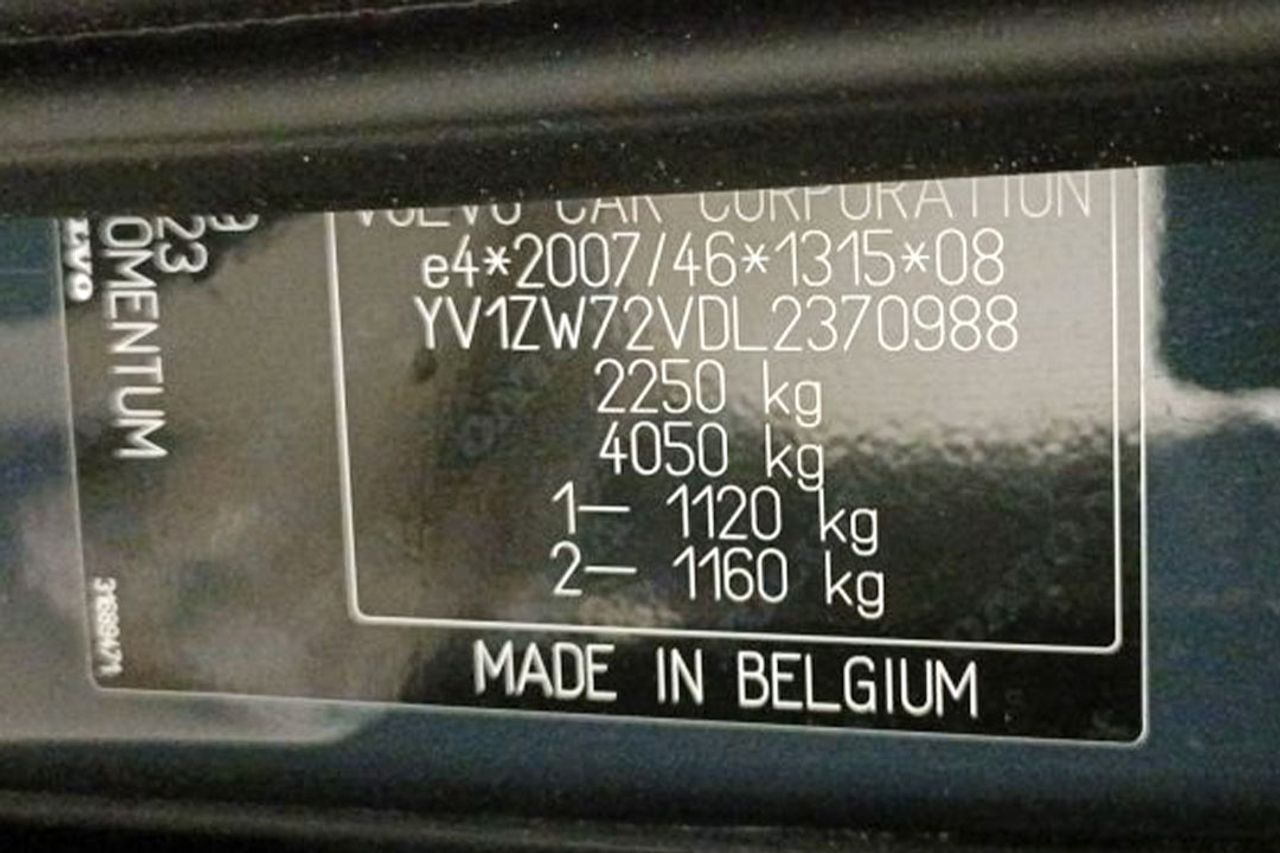 VOLVO CAR CORPORATION
e4*2007/46*1315*08
YV1ZW72VDL2370988
2250 kg
4050 kg
1— 1120 kg
2— 1160 kg
MADE IN BELGIUM
23
OMENTUM
31689471